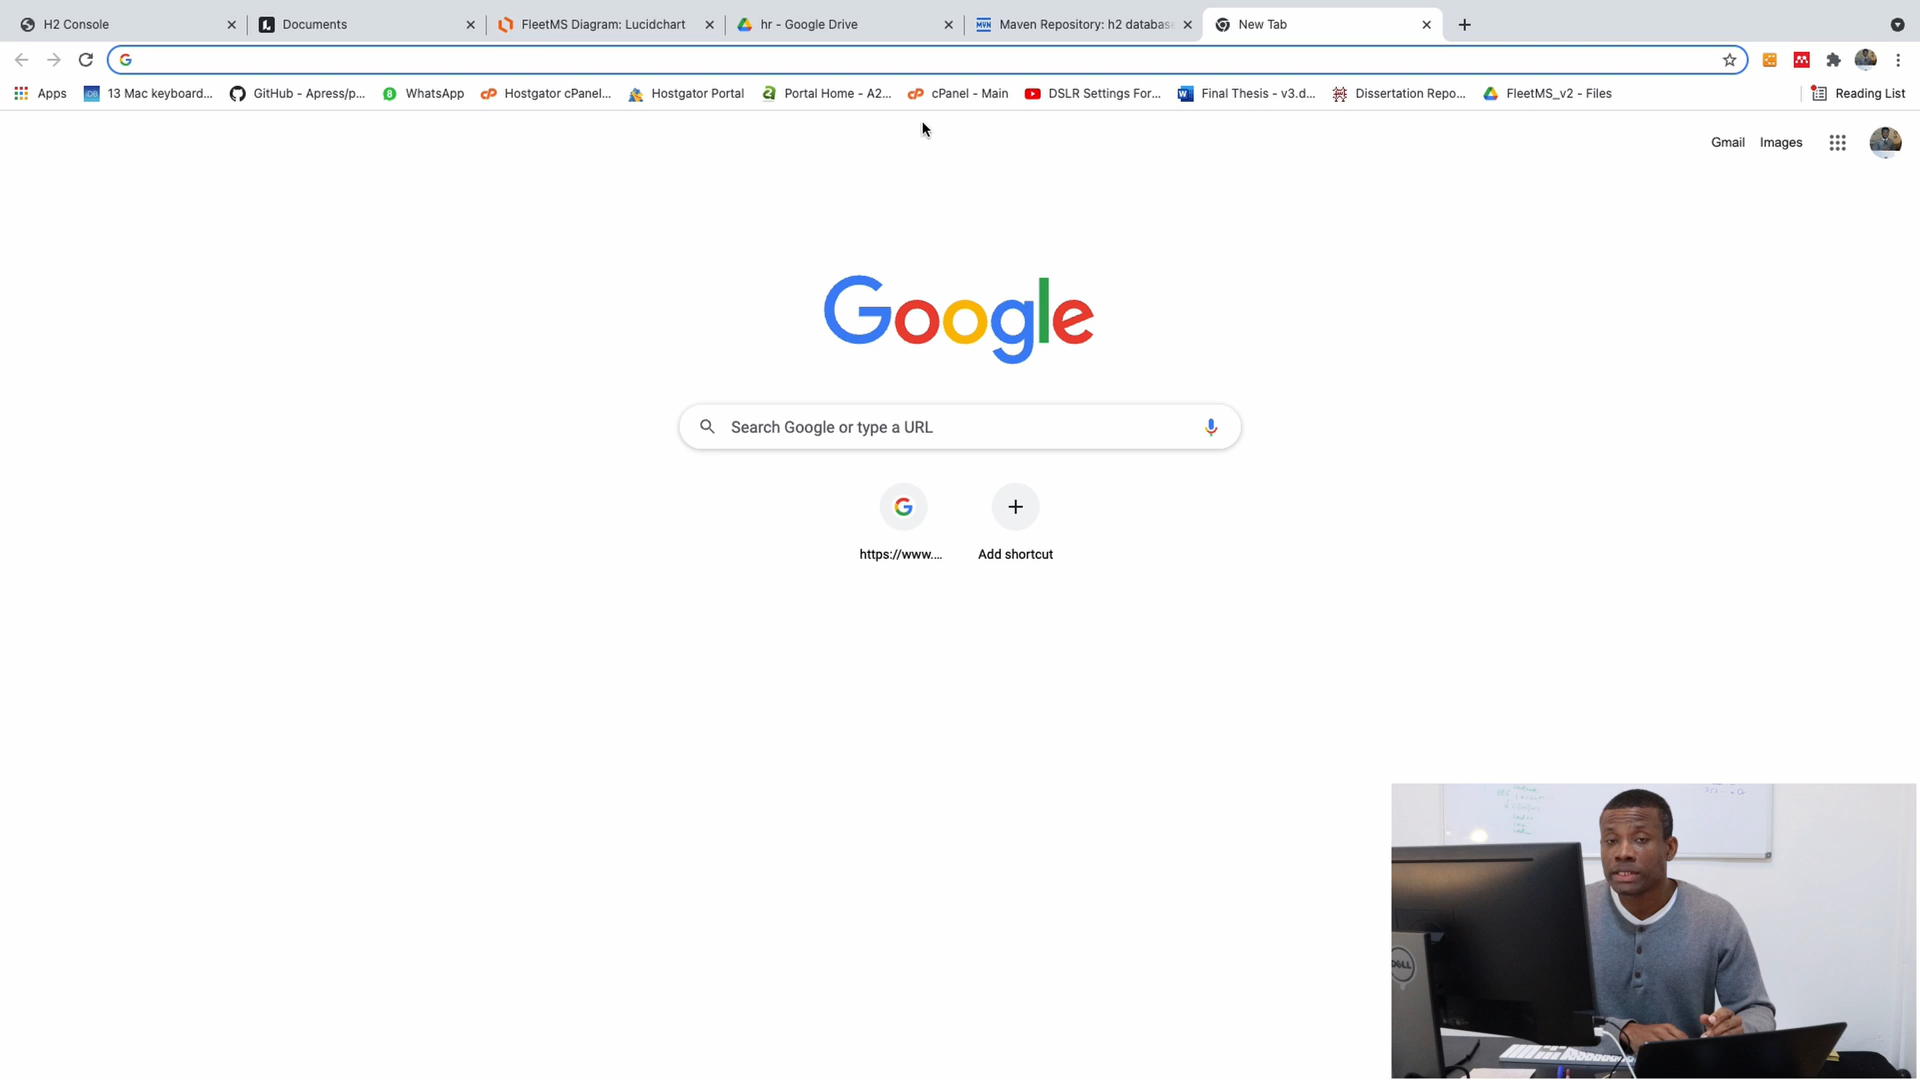 H2 Console
Documents
FleetMS Diagram: Lucidchart
hr - Google Drive
Maven Repository: h2 database
New Tab
Apps
13 Mac keyboard...
GitHub - Apress/p...
WhatsApp
Hostgator cPanel...
Hostgator Portal
Portal Home - A2...
cPanel - Main
DSLR Settings For...
Final Thesis - v3.d...
Dissertation Repo...
FleetMS_v2 - Files
Reading List
Gmail
Images
Google
Search Google or type a URL
https://www....
Add shortcut
DELL